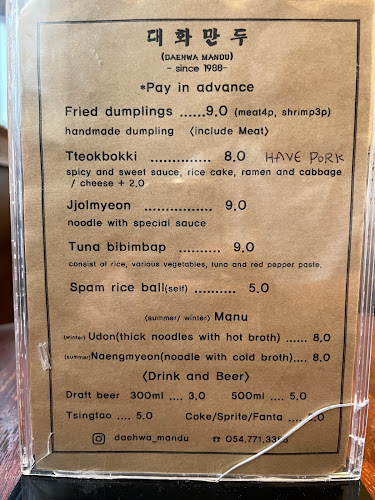 대화만두
(DAEHWA MANDU)
- since 1988-
*Pay in advance
Fried dumplings ......9.0 (meat4p, shrimp3p)
handmade dumpling 〈include Meat〉
Tteokbokki .............. 8.0 HAVE PORK
spicy and sweet sauce, rice cake, ramen and cabbage
/ cheese + 2.0
Jjolmyeon ............... 9.0
noodle with special sauce
Tuna bibimbap .......... 9.0
consist of rice, various vegetables, tuna and red pepper paste.
Spam rice ball(self) .......... 5.0
〈summer/ winter〉 Manu
(winter) Udon(thick noodles with hot broth) ...... 8.0
(summer)Naengmyeon(noodle with cold broth).... 8.0
〈Drink and Beer〉
Draft beer 300ml .... 3.0 500ml .... 5.0
Tsingtao .... 5.0 Coke/Sprite/Fanta ....
daehwa_mandu ☎ 054.771.